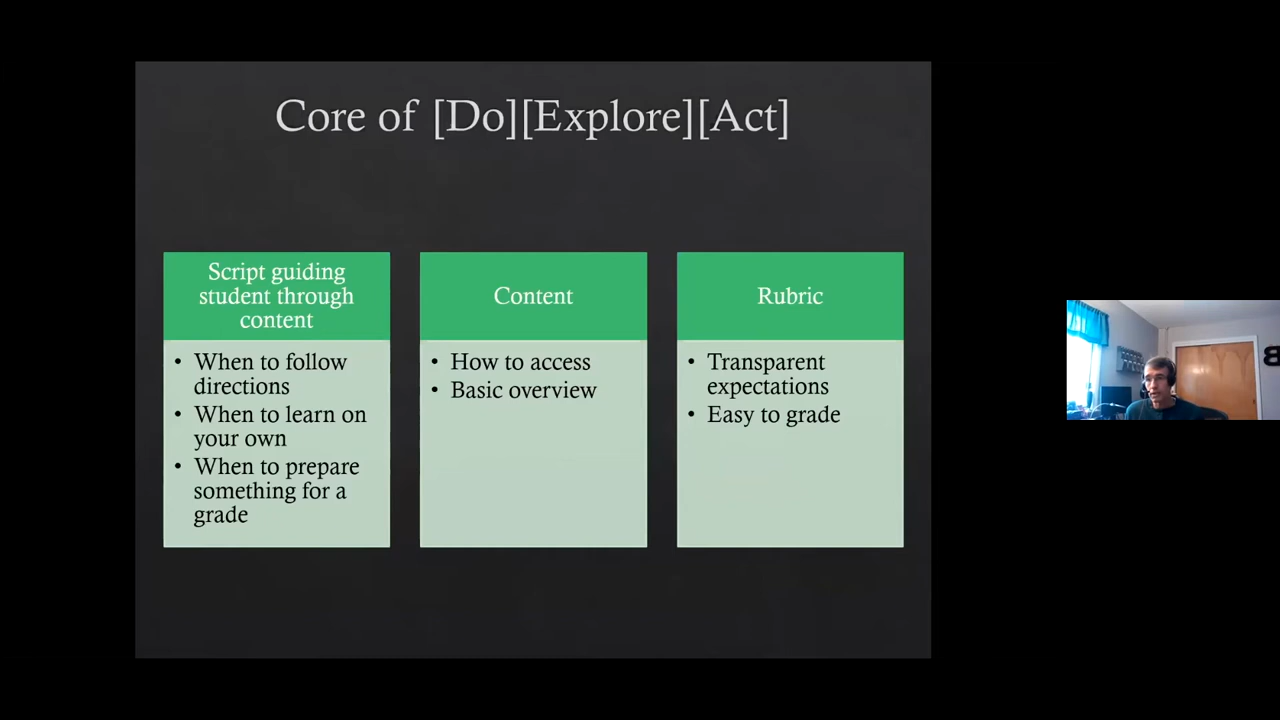 Core of [Do][Explore][Act]
Script guiding
student through
content
• When to follow
directions
• When to learn on
your own
• When to prepare
something for a
grade
Content
• How to access
• Basic overview
Rubric
• Transparent
expectations
• Easy to grade